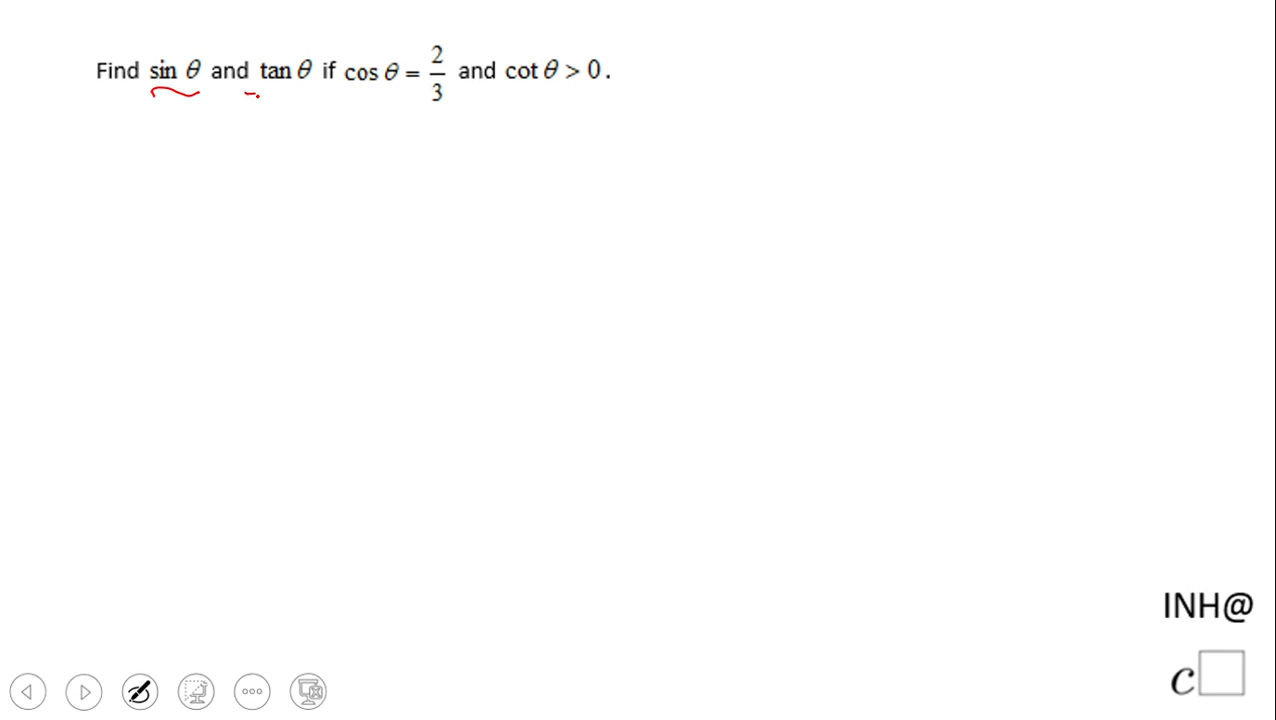 Find sin θ and tan θ if cos θ = 2/3 and cot θ > 0.
INH@
c